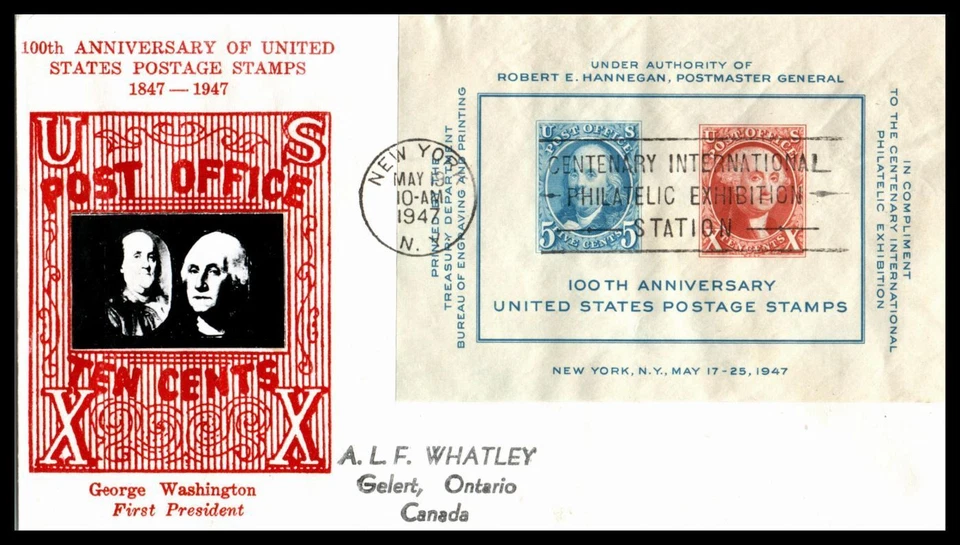 100th ANNIVERSARY OF UNITED
STATES POSTAGE STAMPS
1847 — 1947
U S
POST OFFICE
TEN CENTS
X X
George Washington
First President
UNDER AUTHORITY OF
ROBERT E. HANNEGAN, POSTMASTER GENERAL
PRINTED BY THE
TREASURY DEPARTMENT
BUREAU OF ENGRAVING AND PRINTING
NEW YORK
MAY
10-AM
1947
N.
CENTENARY INTERNATIONAL
PHILATELIC EXHIBITION
STATION
U S
POST OFFICE
5 FIVE CENTS 5
U S
POST OFFICE
X TEN CENTS X
100TH ANNIVERSARY
UNITED STATES POSTAGE STAMPS
IN COMPLIMENT
TO THE CENTENARY INTERNATIONAL
PHILATELIC EXHIBITION
NEW YORK, N.Y., MAY 17-25, 1947
A. L. F. WHATLEY
Gelert, Ontario
Canada